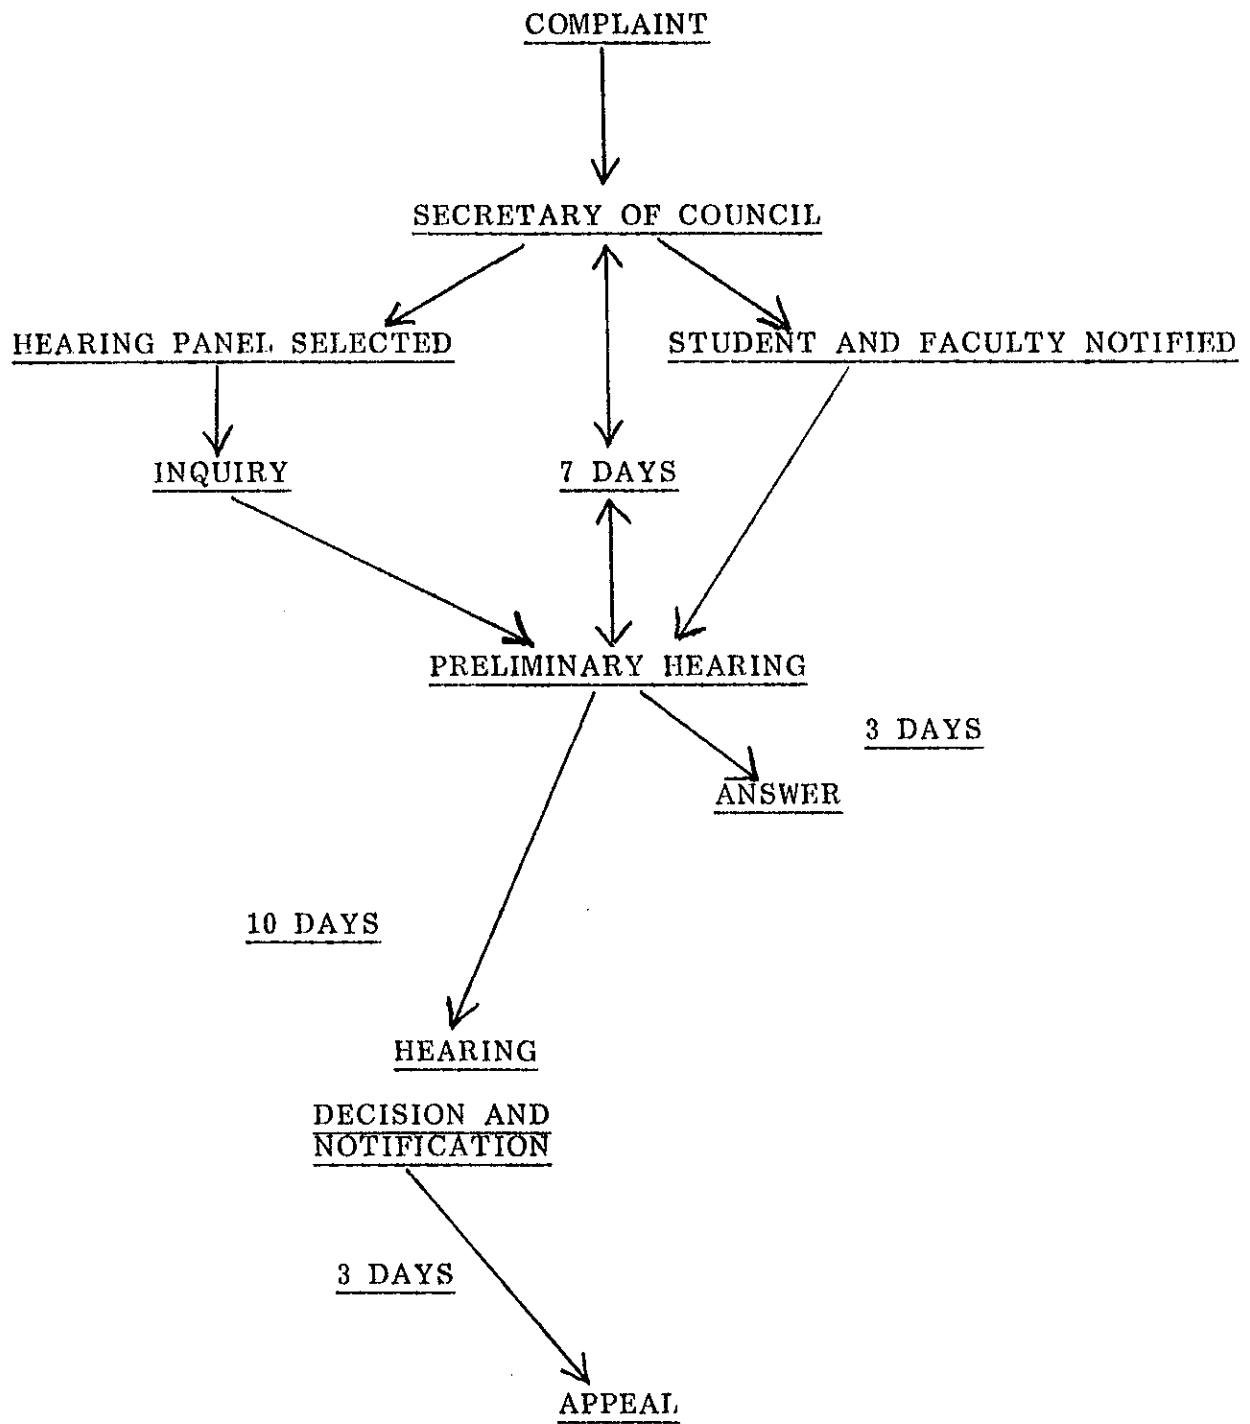 COMPLAINT
SECRETARY OF COUNCIL
HEARING PANEL SELECTED
STUDENT AND FACULTY NOTIFIED
INQUIRY
7 DAYS
PRELIMINARY HEARING
3 DAYS
ANSWER
10 DAYS
HEARING
DECISION AND
NOTIFICATION
3 DAYS
APPEAL